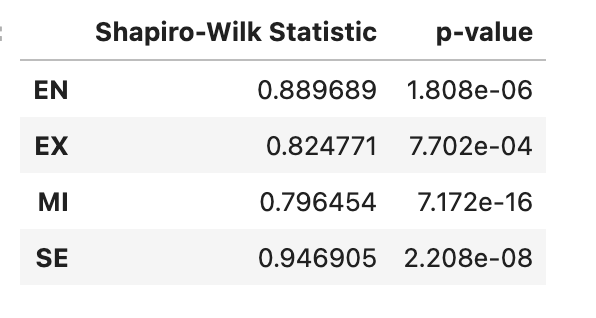 Shapiro-Wilk Statistic p-value
EN 0.889689 1.808e-06
EX 0.824771 7.702e-04
MI 0.796454 7.172e-16
SE 0.946905 2.208e-08